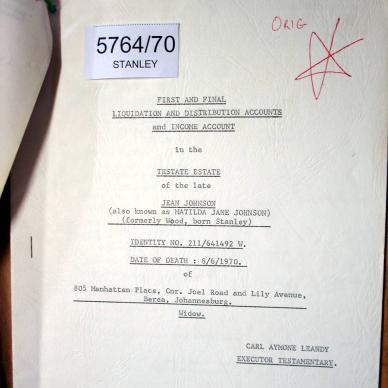 ORIG
5764/70
STANLEY
FIRST AND FINAL
LIQUIDATION AND DISTRIBUTION ACCOUNTS
and INCOME ACCOUNT
in the
TESTATE ESTATE
of the late
JEAN JOHNSON
(also known as MATILDA JANE JOHNSON)
(formerly Wood, born Stanley)
IDENTITY NO. 211/641492 W.
DATE OF DEATH : 8/6/1970.
of
805 Manhattan Place, Cnr. Joel Road and Lily Avenue,
Berea, Johannesburg.
Widow.
CARL AYMONE LEANDY
EXECUTOR TESTAMENTARY.